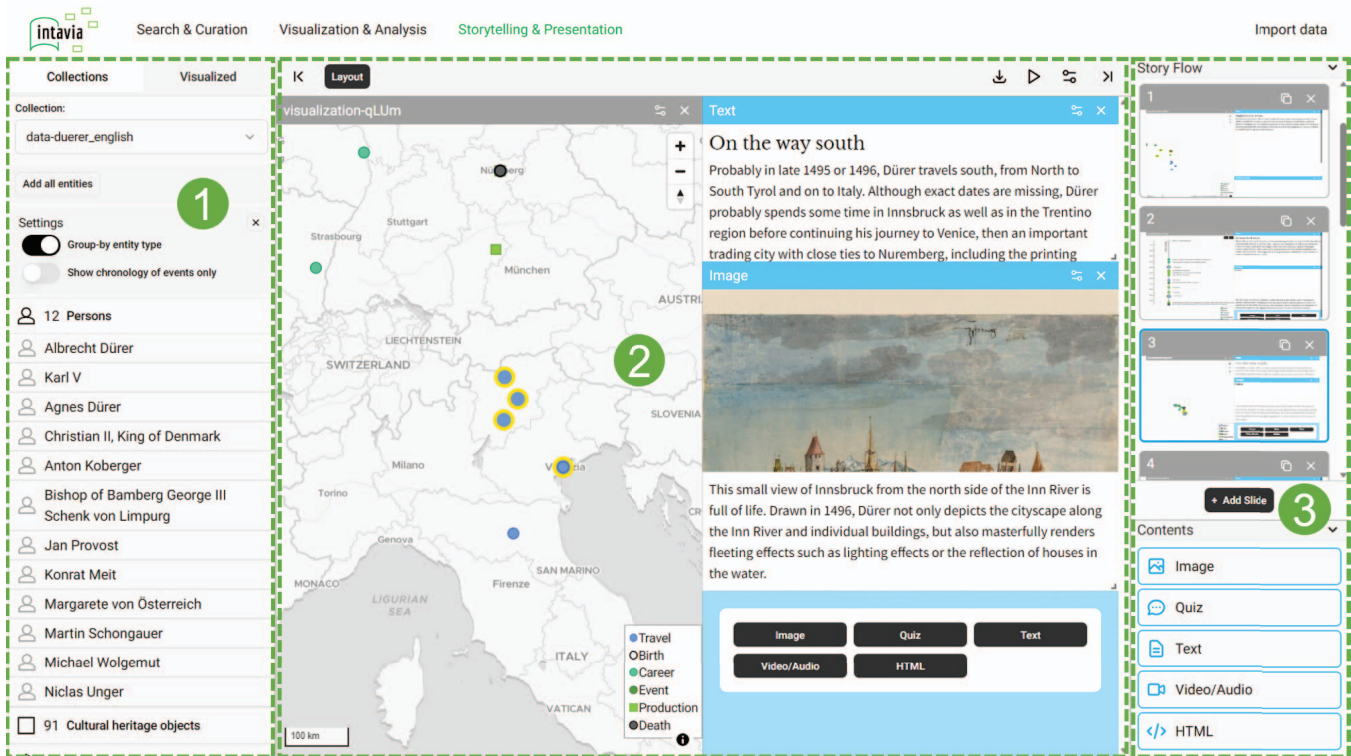 intavia
Search & Curation
Visualization & Analysis
Storytelling & Presentation
Import data
Collections
Visualized
Collection:
data-duerer_english
Add all entities
1
Settings
Group-by entity type
Show chronology of events only
12 Persons
Albrecht Dürer
Karl V
Agnes Dürer
Christian II, King of Denmark
Anton Koberger
Bishop of Bamberg George III
Schenk von Limpurg
Jan Provost
Konrat Meit
Margarete von Österreich
Martin Schongauer
Michael Wolgemut
Niclas Unger
91 Cultural heritage objects
Layout
visualization-qLUm
Stuttgart
Strasbourg
München
AUSTRI
LIECHTENSTEIN
SWITZERLAND
2
SLOVENIA
Milano
Torino
CR
Genova
SAN MARINO
MONACO
Firenze
LIGURIAN
SEA
ITALY
VATICAN
Travel
Birth
Career
Event
Production
Death
100 km
Text
On the way south
Probably in late 1495 or 1496, Dürer travels south, from North to
South Tyrol and on to Italy. Although exact dates are missing, Dürer
probably spends some time in Innsbruck as well as in the Trentino
region before continuing his journey to Venice, then an important
trading city with close ties to Nuremberg, including the printing
Image
This small view of Innsbruck from the north side of the Inn River is
full of life. Drawn in 1496, Dürer not only depicts the cityscape along
the Inn River and individual buildings, but also masterfully renders
fleeting effects such as lighting effects or the reflection of houses in
the water.
Image
Quiz
Text
Video/Audio
HTML
Story Flow
1
2
3
4
+ Add Slide
3
Contents
Image
Quiz
Text
Video/Audio
HTML